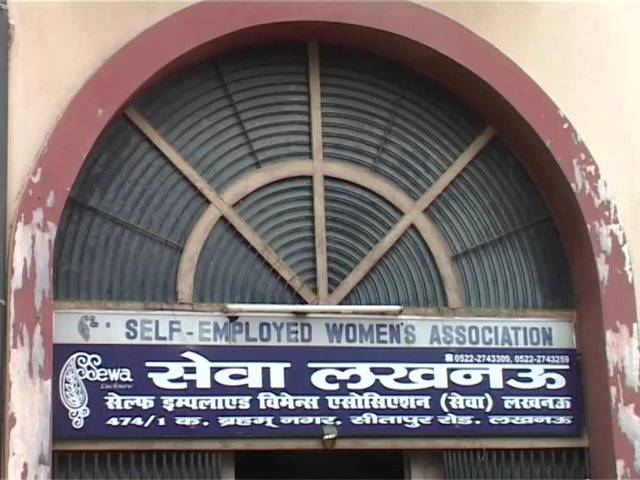 SELF-EMPLOYED WOMEN'S ASSOCIATION
0522-2743309, 0522-2743259
Sewa Lucknow
सेवा लखनऊ
सेल्फ इम्पलाएड विमेन्स एसोसिएशन (सेवा) लखनऊ
474/1 क, ब्रहम् नगर, सीतापुर रोड, लखनऊ